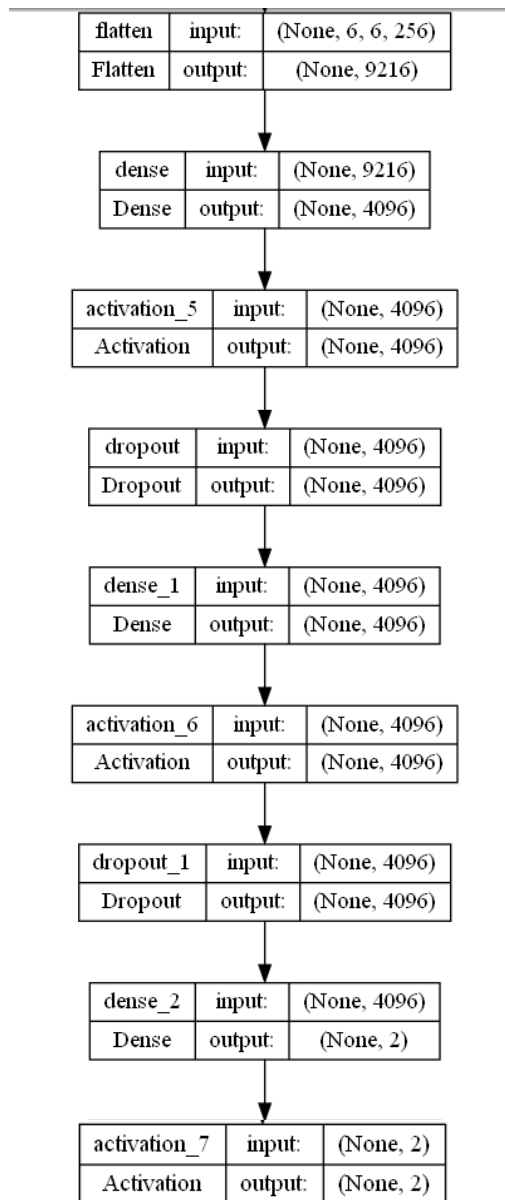 flatten input: (None, 6, 6, 256)
Flatten output: (None, 9216)
dense input: (None, 9216)
Dense output: (None, 4096)
activation_5 input: (None, 4096)
Activation output: (None, 4096)
dropout input: (None, 4096)
Dropout output: (None, 4096)
dense_1 input: (None, 4096)
Dense output: (None, 4096)
activation_6 input: (None, 4096)
Activation output: (None, 4096)
dropout_1 input: (None, 4096)
Dropout output: (None, 4096)
dense_2 input: (None, 4096)
Dense output: (None, 2)
activation_7 input: (None, 2)
Activation output: (None, 2)